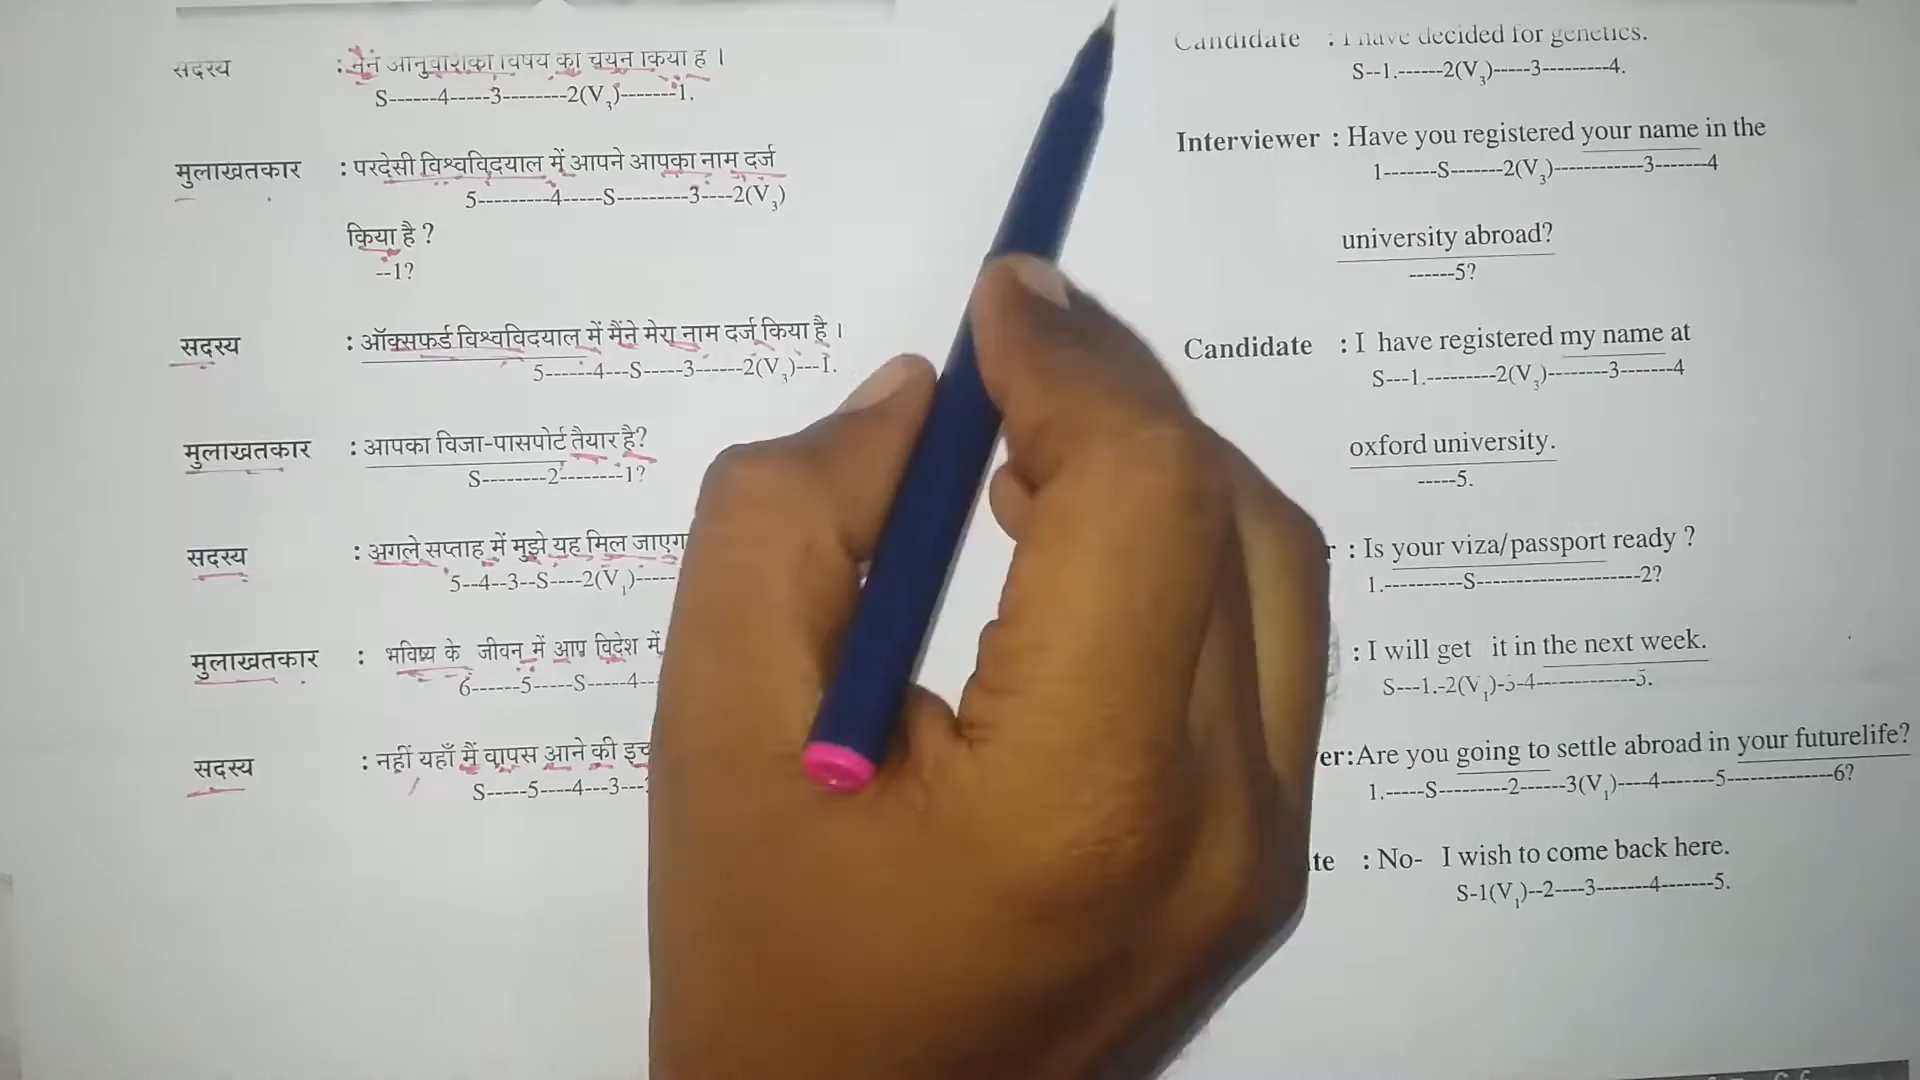 सदस्य : मैंने आनुवांशिकी विषय का चयन किया है ।
S------4-----3--------2(V3)-------1.
मुलाखतकार : परदेसी विश्वविदयाल में आपने आपका नाम दर्ज
5---------4-----S---------3----2(V3)
किया है ?
--1?
सदस्य : ऑक्सफर्ड विश्वविदयाल में मैंने मेरा नाम दर्ज किया है ।
5------4---S-----3------2(V3)---1.
मुलाखतकार : आपका विजा-पासपोर्ट तैयार है?
S--------2--------1?
सदस्य : अगले सप्ताह में मुझे यह मिल
5--4--3--S----2(V1)-----
मुलाखतकार : भविष्य के जीवन में आप विदेश में
6------5-----S-----4--
सदस्य : नहीं यहाँ मैं वापस आने की
S-----5----4---3---
Candidate : I have decided for genetics.
S--1.------2(V3)-----3---------4.
Interviewer : Have you registered your name in the
1-------S-------2(V3)------------3-------4
university abroad?
------5?
Candidate : I have registered my name at
S---1.---------2(V3)--------3-------4
oxford university.
-----5.
: Is your viza/passport ready ?
1.----------S----------------------2?
: I will get it in the next week.
S---1.-2(V1)-3-4-------------5.
er:Are you going to settle abroad in your futurelife?
1.-----S---------2------3(V1)----4-------5--------------6?
te : No- I wish to come back here.
S-1(V1)--2----3-------4-------5.